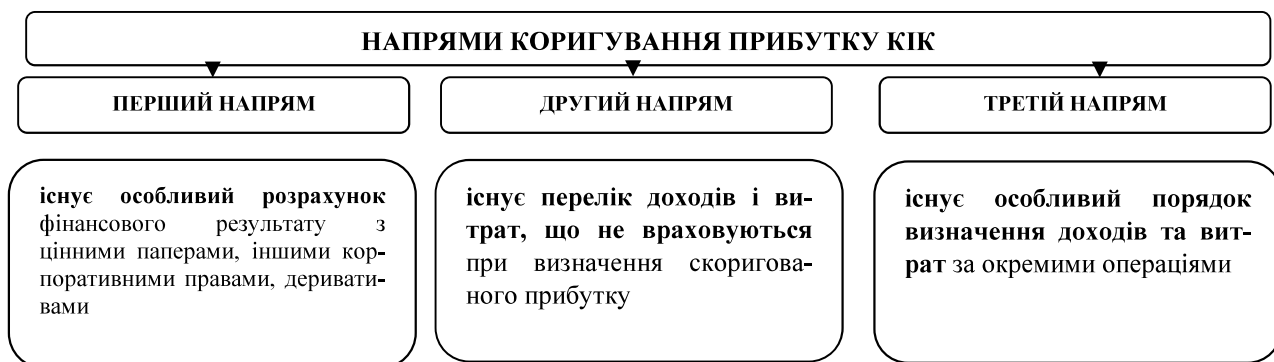 НАПРЯМИ КОРИГУВАННЯ ПРИБУТКУ КІК
ПЕРШИЙ НАПРЯМ
ДРУГИЙ НАПРЯМ
ТРЕТІЙ НАПРЯМ
існує особливий розрахунок
фінансового результату з
цінними паперами, іншими кор-
поративними правами, деривати-
вами
існує перелік доходів і ви-
трат, що не враховуються
при визначення скоригова-
ного прибутку
існує особливий порядок
визначення доходів та вит-
рат за окремими операціями